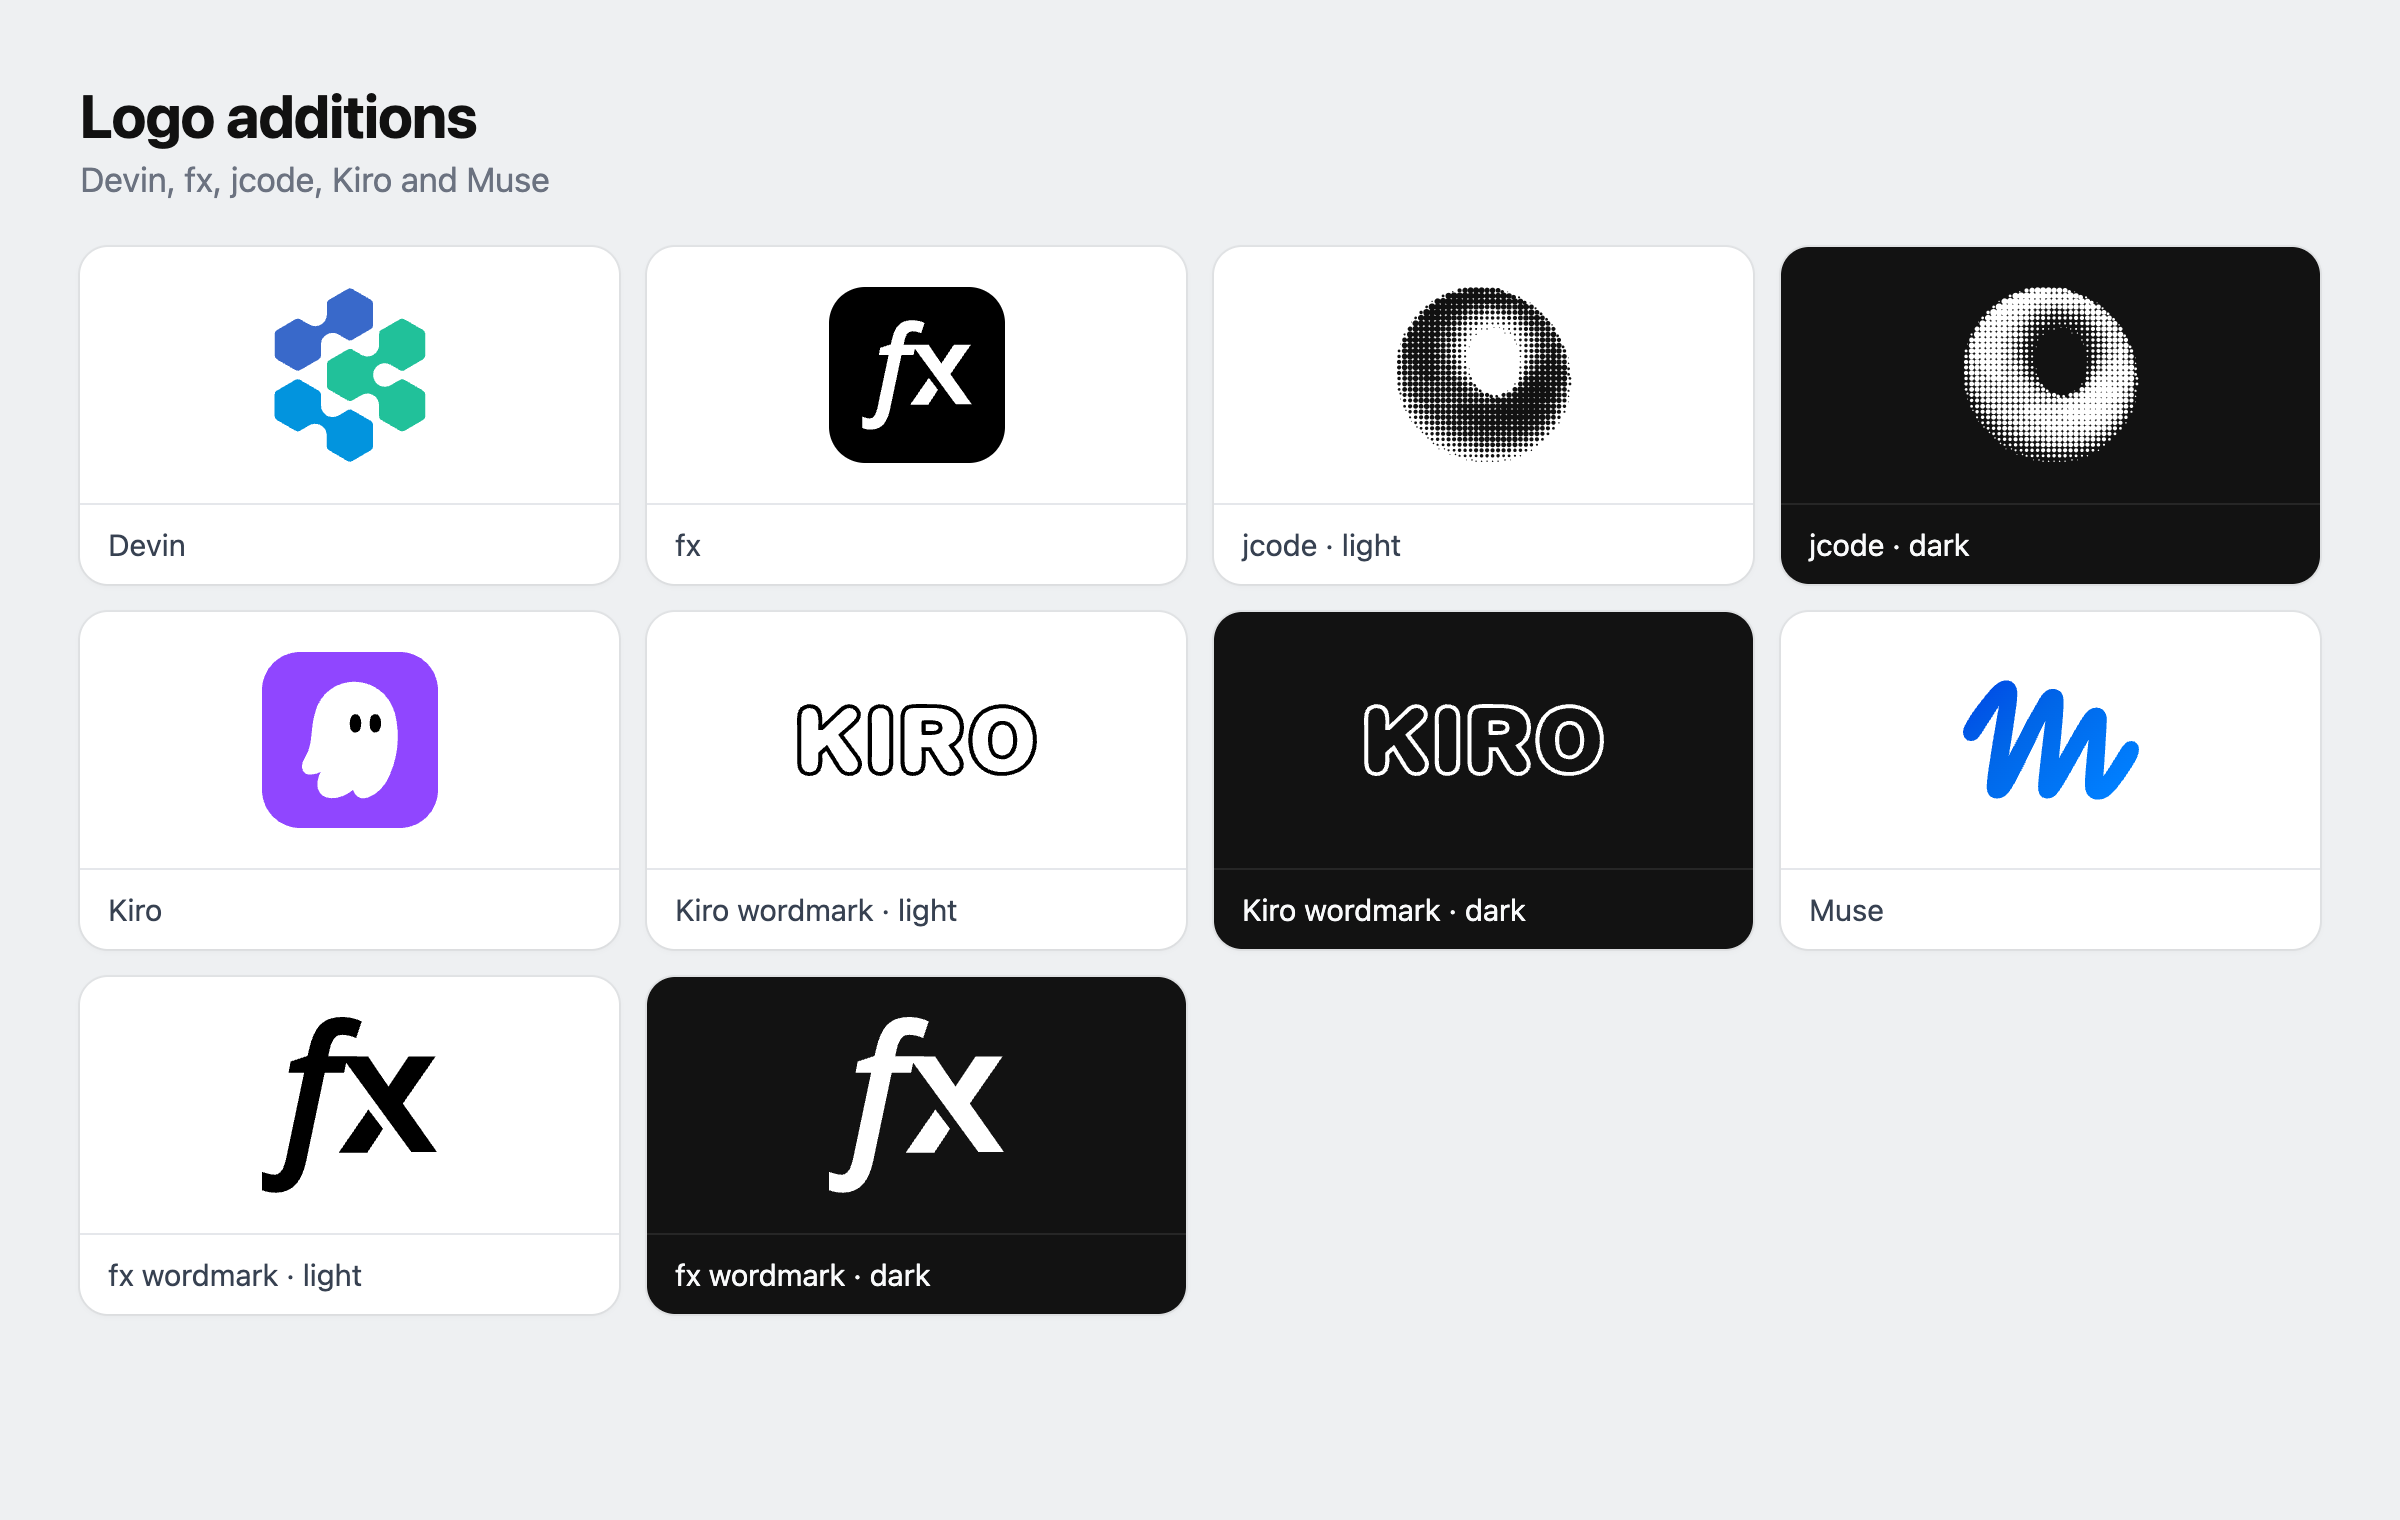 Logo additions
Devin, fx, jcode, Kiro and Muse
fx
Devin
fx
jcode · light
jcode · dark
KIRO
KIRO
Kiro
Kiro wordmark · light
Kiro wordmark · dark
Muse
fx
fx
fx wordmark · light
fx wordmark · dark